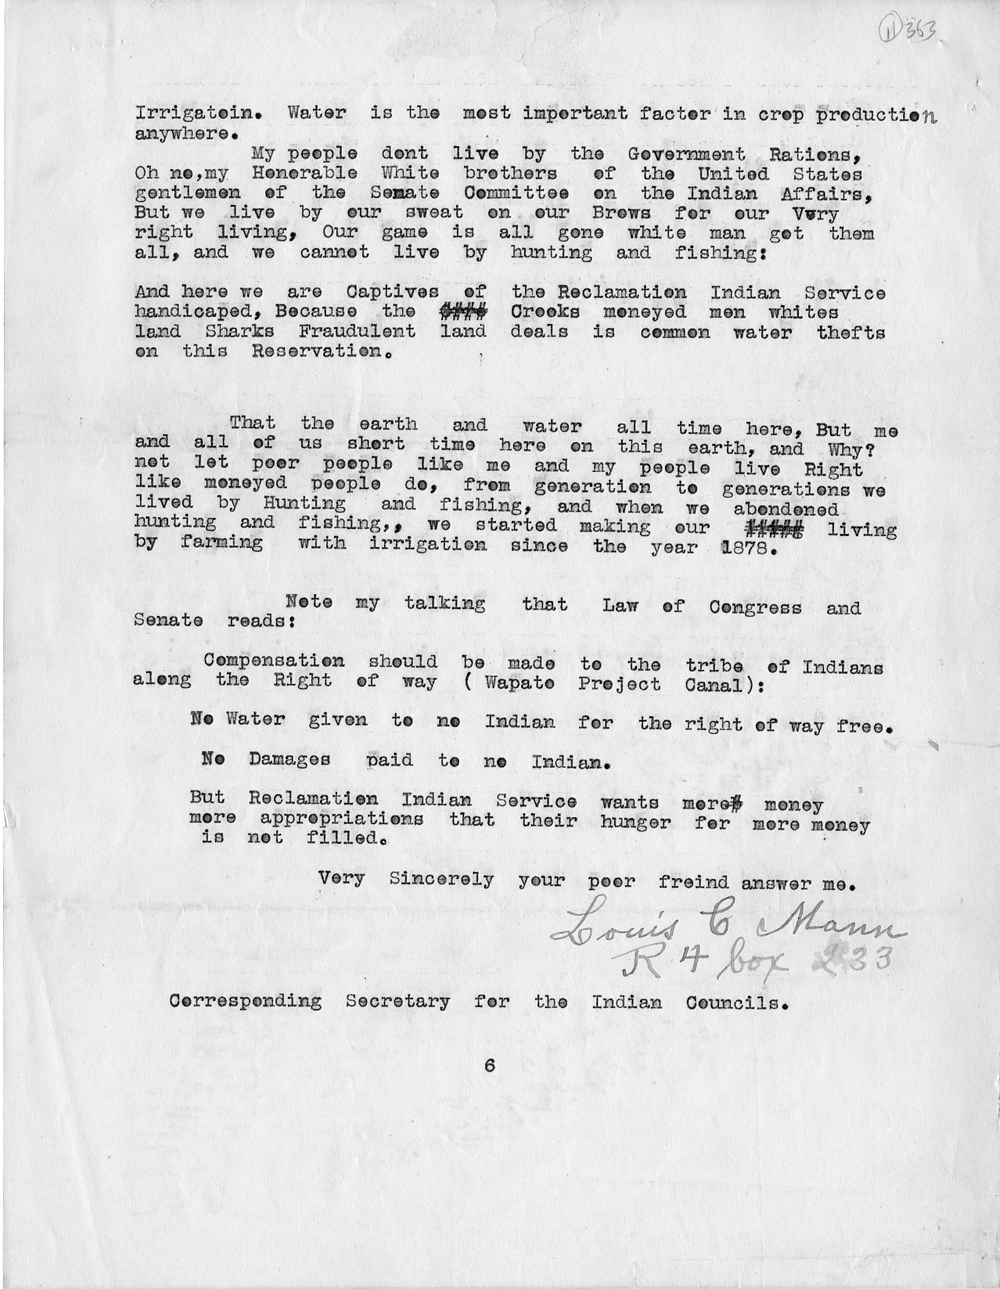 11 363
Irrigatoin. Water is the most important factor in crop production
anywhere.
My people dont live by the Government Rations,
Oh no,my Honorable White brothers of the United States
gentlemen of the Senate Committee on the Indian Affairs,
But we live by our sweat on our Brows for our Very
right living, Our game is all gone white man got them
all, and we cannot live by hunting and fishing:
And here we are Captives of the Reclamation Indian Service
handicaped, Because the #### Crooks moneyed men whites
land Sharks Fraudulent land deals is common water thefts
on this Reservation.
That the earth and water all time here, But me
and all of us short time here on this earth, and Why?
not let poor people like me and my people live Right
like moneyed people do, from generation to generations we
lived by Hunting and fishing, and when we abondoned
hunting and fishing,, we started making our ##### living
by farming with irrigation since the year 1878.
Note my talking that Law of Congress and
Senate reads:
Compensation should be made to the tribe of Indians
along the Right of way ( Wapato Project Canal):
No Water given to no Indian for the right of way free.
No Damages paid to no Indian.
But Reclamation Indian Service wants more# money
more appropriations that their hunger for more money
is not filled.
Very Sincerely your poor freind answer me.
Louis C Mann
R 4 box 233
Corresponding Secretary for the Indian Councils.
6